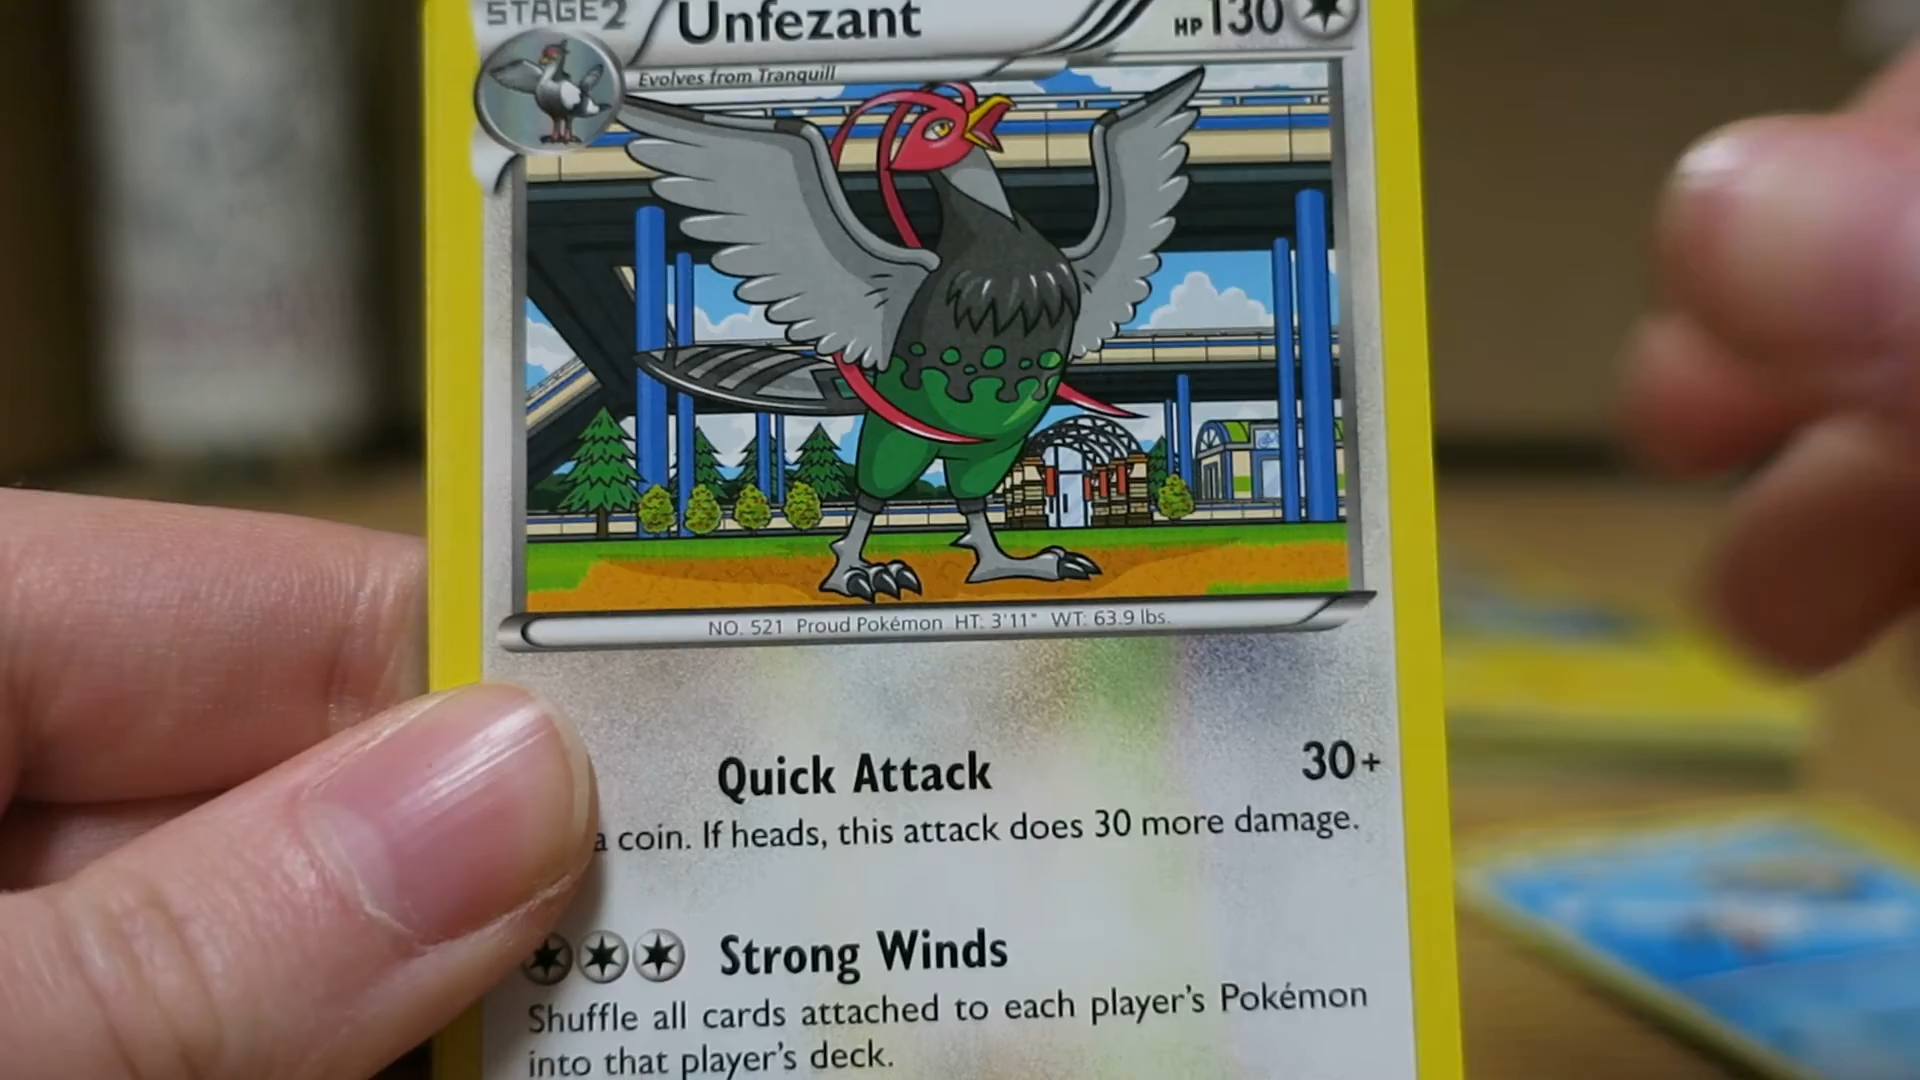 STAGE2 Unfezant HP130
Evolves from Tranquill
NO. 521 Proud Pokémon HT: 3'11" WT: 63.9 lbs.
Quick Attack 30+
a coin. If heads, this attack does 30 more damage.
Strong Winds
Shuffle all cards attached to each player's Pokémon
into that player's deck.